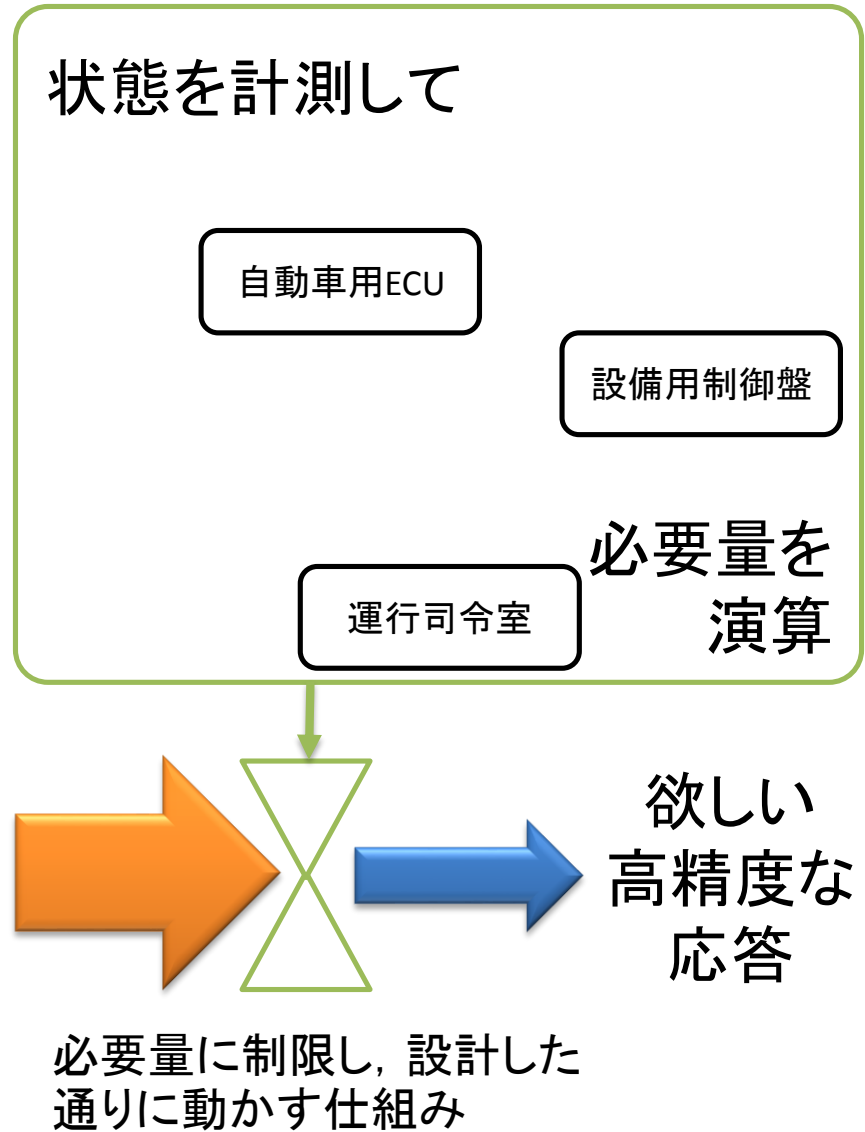 状態を計測して
自動車用ECU
設備用制御盤
必要量を
演算
運行司令室
欲しい
高精度な
応答
必要量に制限し，設計した
通りに動かす仕組み